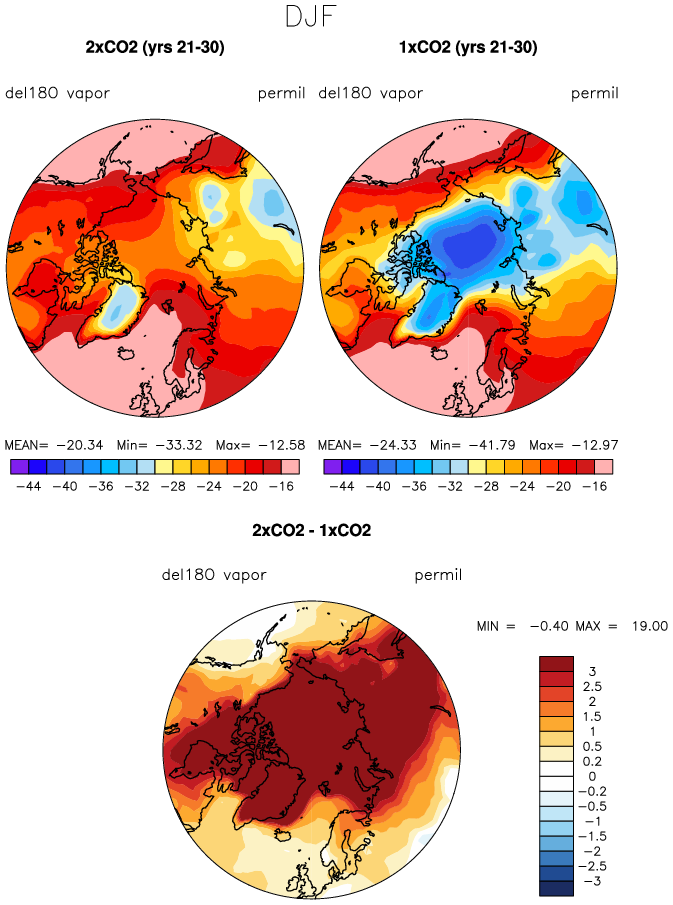 DJF
2xCO2 (yrs 21-30) 1xCO2 (yrs 21-30)
del18O vapor permil del18O vapor permil
MEAN= −20.34 Min= −33.32 Max= −12.58 MEAN= −24.33 Min= −41.79 Max= −12.97
−44 −40 −36 −32 −28 −24 −20 −16 −44 −40 −36 −32 −28 −24 −20 −16
2xCO2 - 1xCO2
del18O vapor permil
MIN = −0.40 MAX = 19.00
3
2.5
2
1.5
1
0.5
0.2
0
−0.2
−0.5
−1
−1.5
−2
−2.5
−3